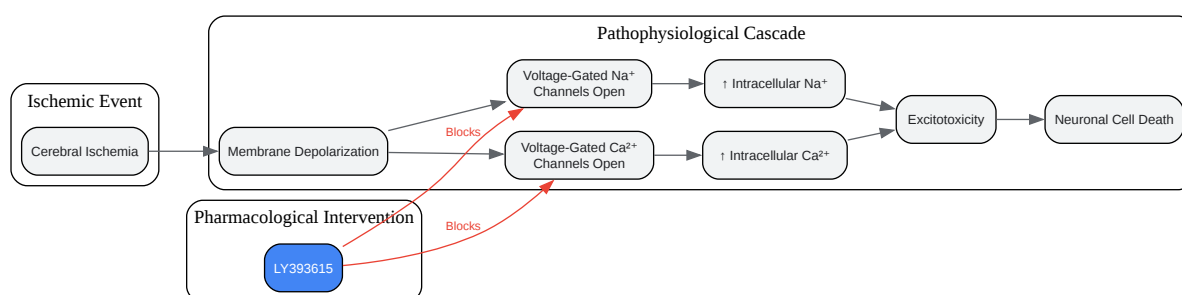 Pathophysiological Cascade
Ischemic Event
Cerebral Ischemia
Membrane Depolarization
Voltage-Gated Na⁺
Channels Open
↑ Intracellular Na⁺
Voltage-Gated Ca²⁺
Channels Open
↑ Intracellular Ca²⁺
Excitotoxicity
Neuronal Cell Death
Blocks
Blocks
Pharmacological Intervention
LY393615